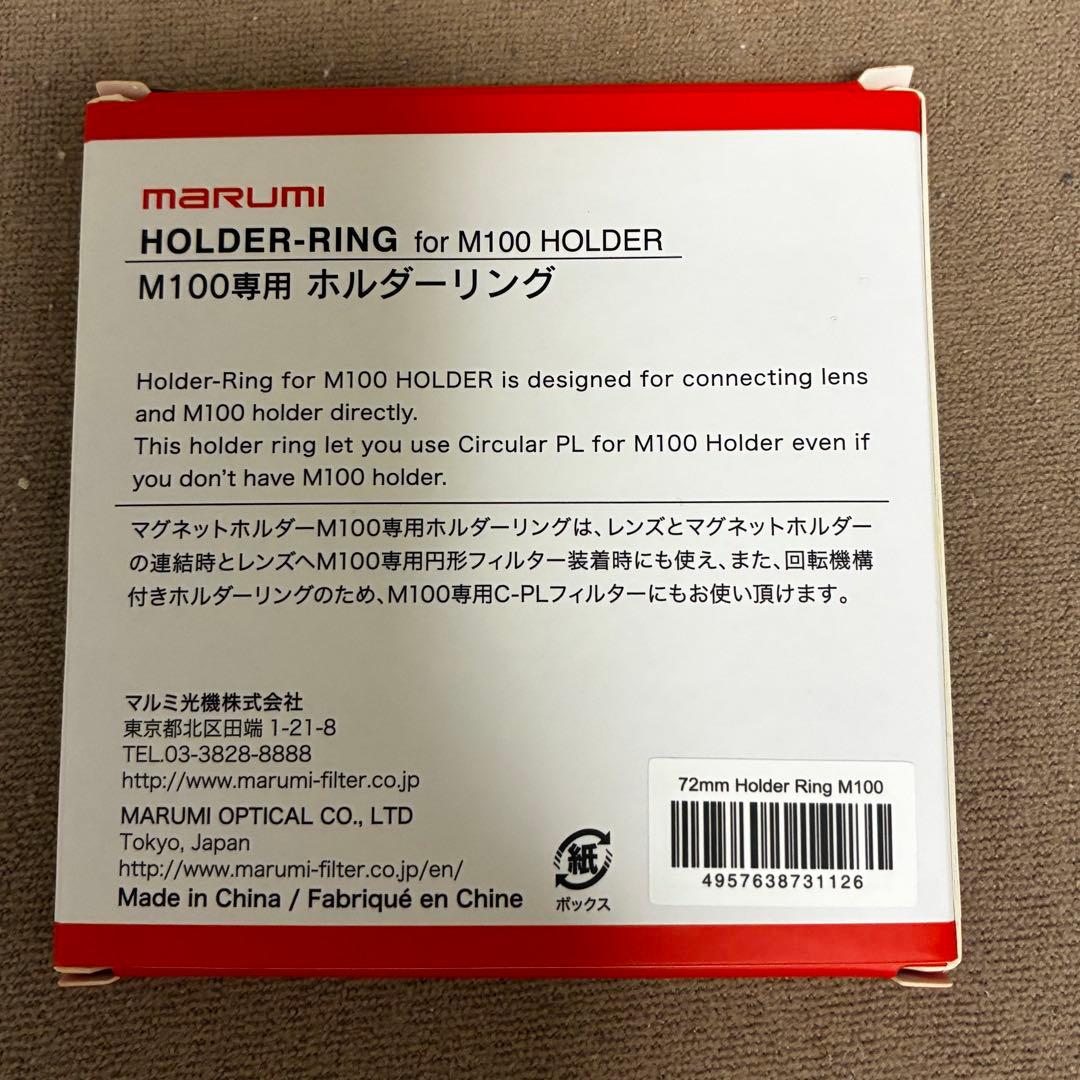 marumi
HOLDER-RING for M100 HOLDER
M100専用 ホルダーリング
Holder-Ring for M100 HOLDER is designed for connecting lens
and M100 holder directly.
This holder ring let you use Circular PL for M100 Holder even if
you don't have M100 holder.
マグネットホルダーM100専用ホルダーリングは、レンズとマグネットホルダー
の連結時とレンズへM100専用円形フィルター装着時にも使え、また、回転機構
付きホルダーリングのため、M100専用C-PLフィルターにもお使い頂けます。
マルミ光機株式会社
東京都北区田端 1-21-8
TEL.03-3828-8888
http://www.marumi-filter.co.jp
MARUMI OPTICAL CO., LTD
Tokyo, Japan
http://www.marumi-filter.co.jp/en/
Made in China / Fabriqué en Chine
紙
ボックス
72mm Holder Ring M100
4957638731126